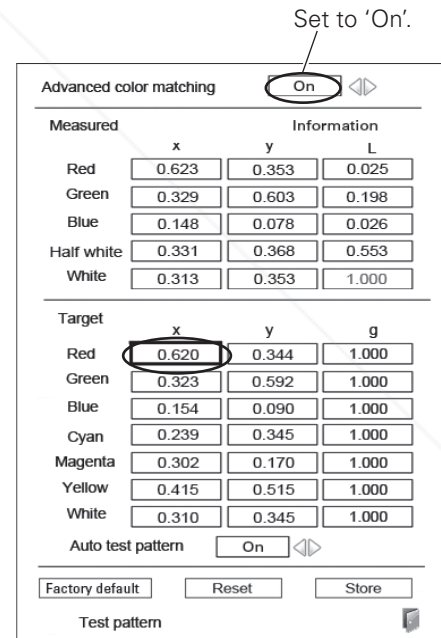 Set to 'On'.
Advanced color matching On
Measured Information
x y L
Red 0.623 0.353 0.025
Green 0.329 0.603 0.198
Blue 0.148 0.078 0.026
Half white 0.331 0.368 0.553
White 0.313 0.353 1.000
Target
x y g
Red 0.620 0.344 1.000
Green 0.323 0.592 1.000
Blue 0.154 0.090 1.000
Cyan 0.239 0.345 1.000
Magenta 0.302 0.170 1.000
Yellow 0.415 0.515 1.000
White 0.310 0.345 1.000
Auto test pattern On
Factory default Reset Store
Test pattern